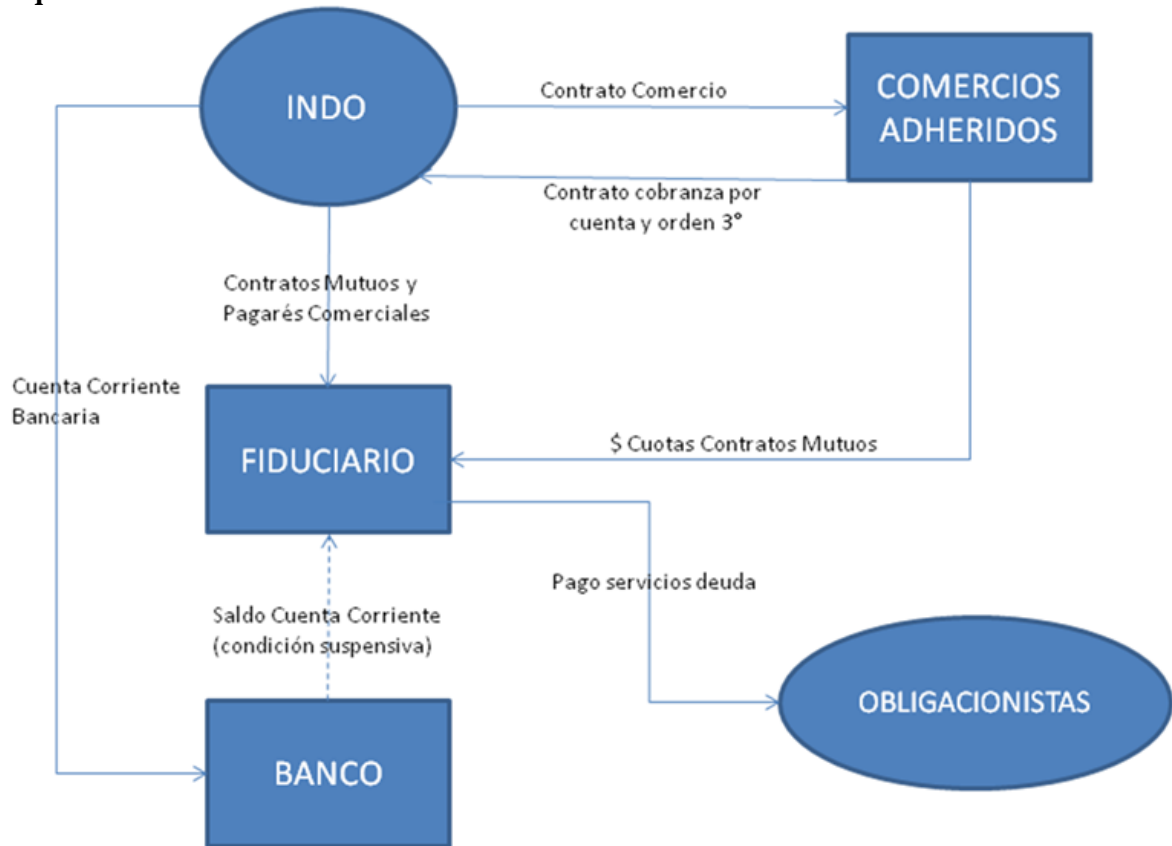 INDO
Contrato Comercio
COMERCIOS
ADHERIDOS
Contrato cobranza por
cuenta y orden 3°
Contratos Mutuos y
Pagarés Comerciales
Cuenta Corriente
Bancaria
FIDUCIARIO
$ Cuotas Contratos Mutuos
Pago servicios deuda
Saldo Cuenta Corriente
(condición suspensiva)
OBLIGACIONISTAS
BANCO